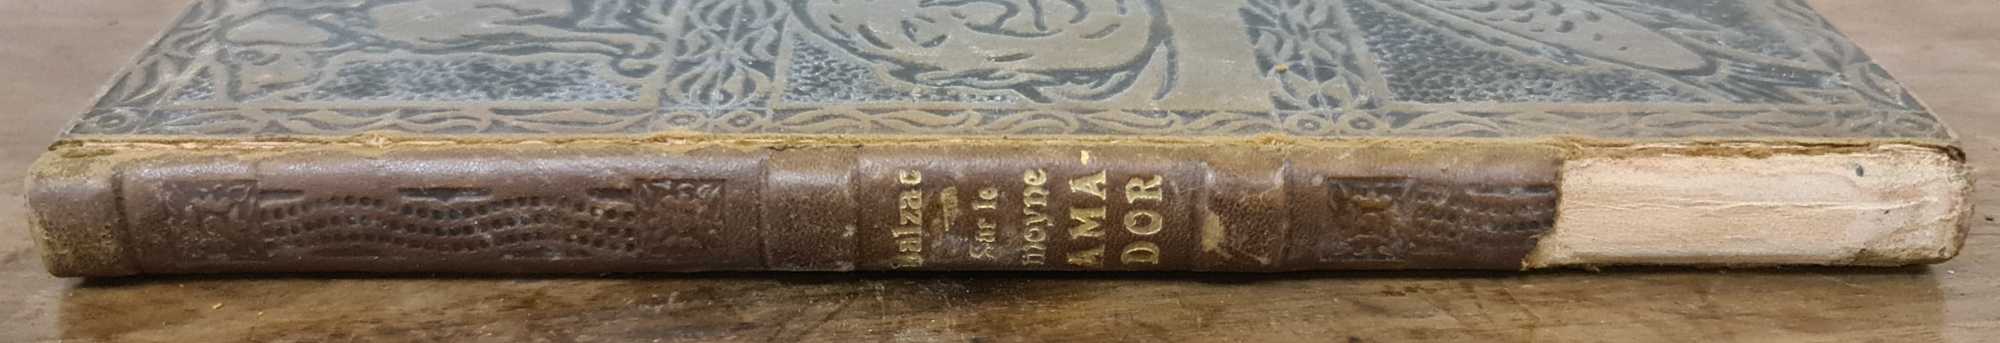 Balzac
Sur le
moyne
AMA
DOR